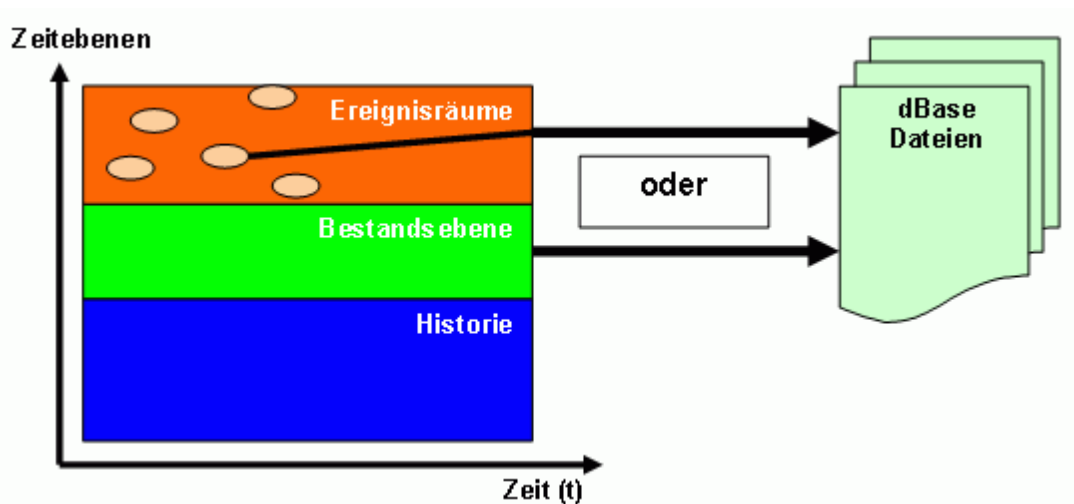 Zeitebenen
Ereignisräume
dBase
Dateien
oder
Bestandsebene
Historie
Zeit (t)